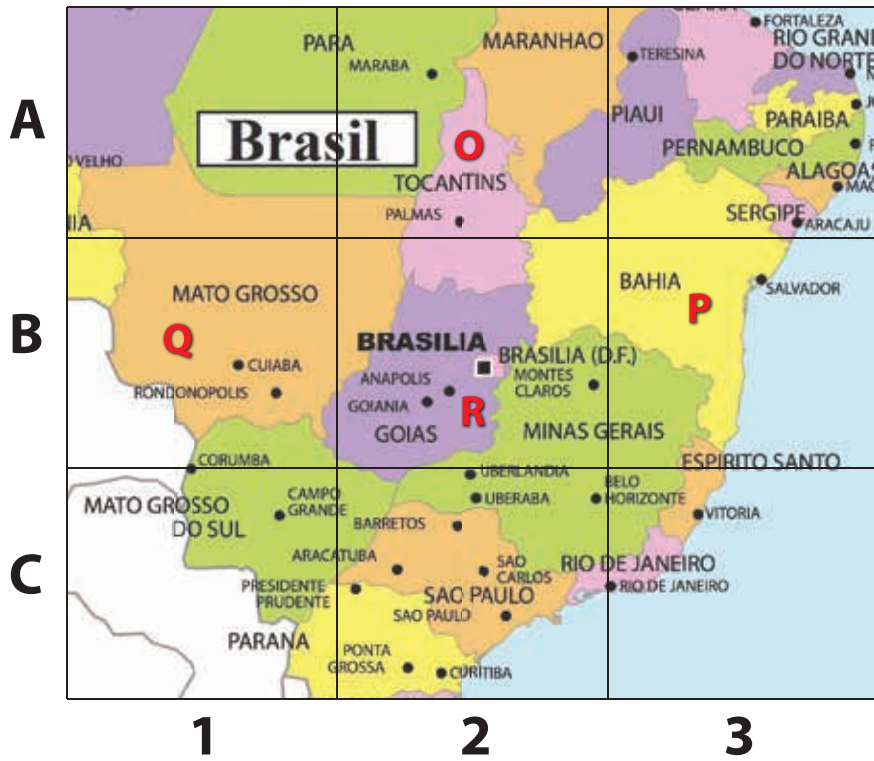 FORTALEZA
PARA
MARANHAO
RIO GRAN
DO NORTE
MARABA
TERESINA
A
PIAUI
PARAIBA
Brasil
O
PERNAMBUCO
VELHO
ALAGOAS
TOCANTINS
PALMAS
SERGIPE
ARACAJU
BAHIA
MATO GROSSO
SALVADOR
P
B
Q
BRASILIA
BRASILIA (D.F.)
CUIABA
ANAPOLIS
MONTES
CLAROS
RONDONOPOLIS
GOIANIA
R
GOIAS
MINAS GERAIS
CORUMBA
ESPIRITO SANTO
UBERLANDIA
BELO
HORIZONTE
MATO GROSSO
DO SUL
CAMPO
GRANDE
UBERABA
VITORIA
BARRETOS
ARACATUBA
SAO
CARLOS
RIO DE JANEIRO
C
PRESIDENTE
PRUDENTE
SAO PAULO
RIO DE JANEIRO
SAO PAULO
PARANA
PONTA
GROSSA
CURITIBA
1
2
3